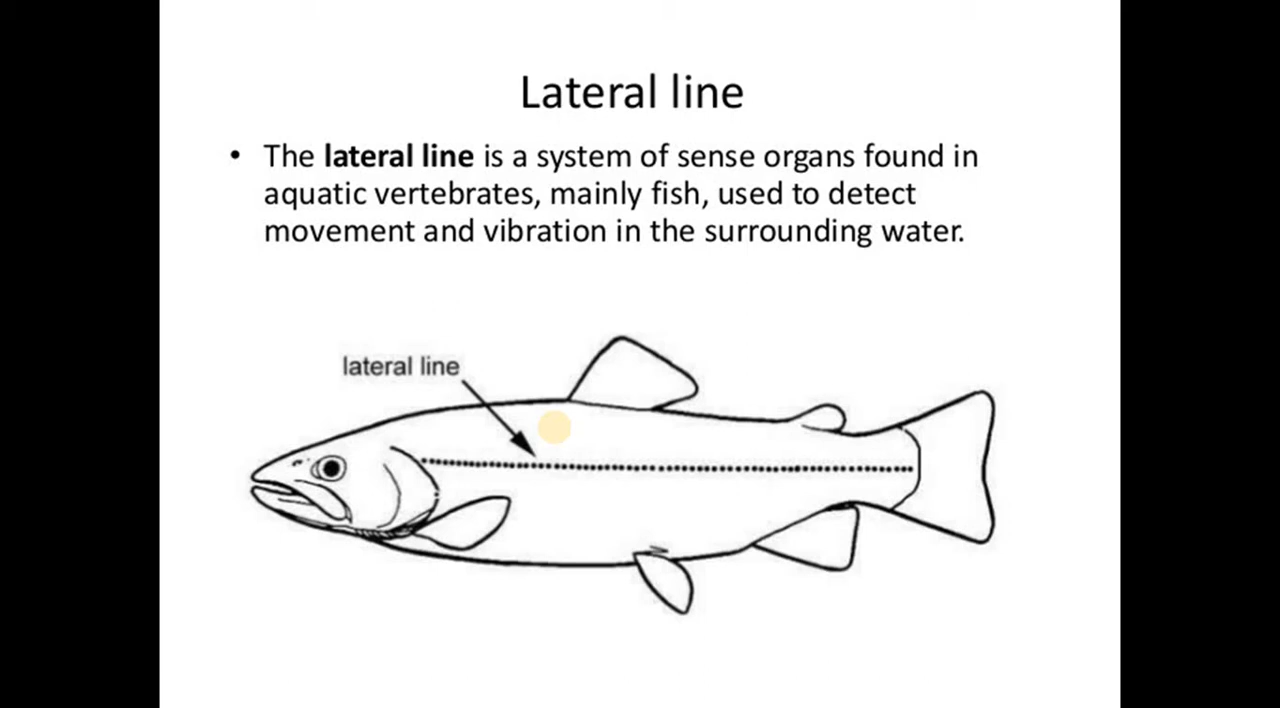 Lateral line
• The lateral line is a system of sense organs found in
aquatic vertebrates, mainly fish, used to detect
movement and vibration in the surrounding water.
lateral line